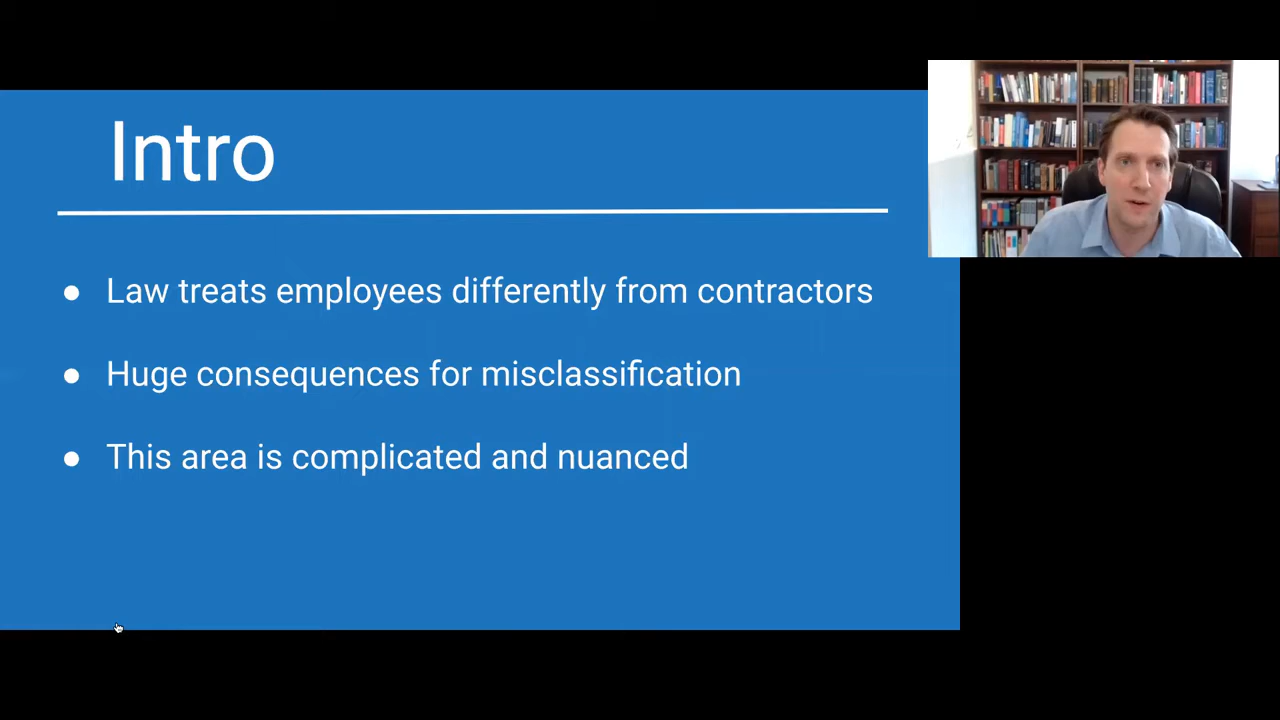 Intro
● Law treats employees differently from contractors
● Huge consequences for misclassification
● This area is complicated and nuanced